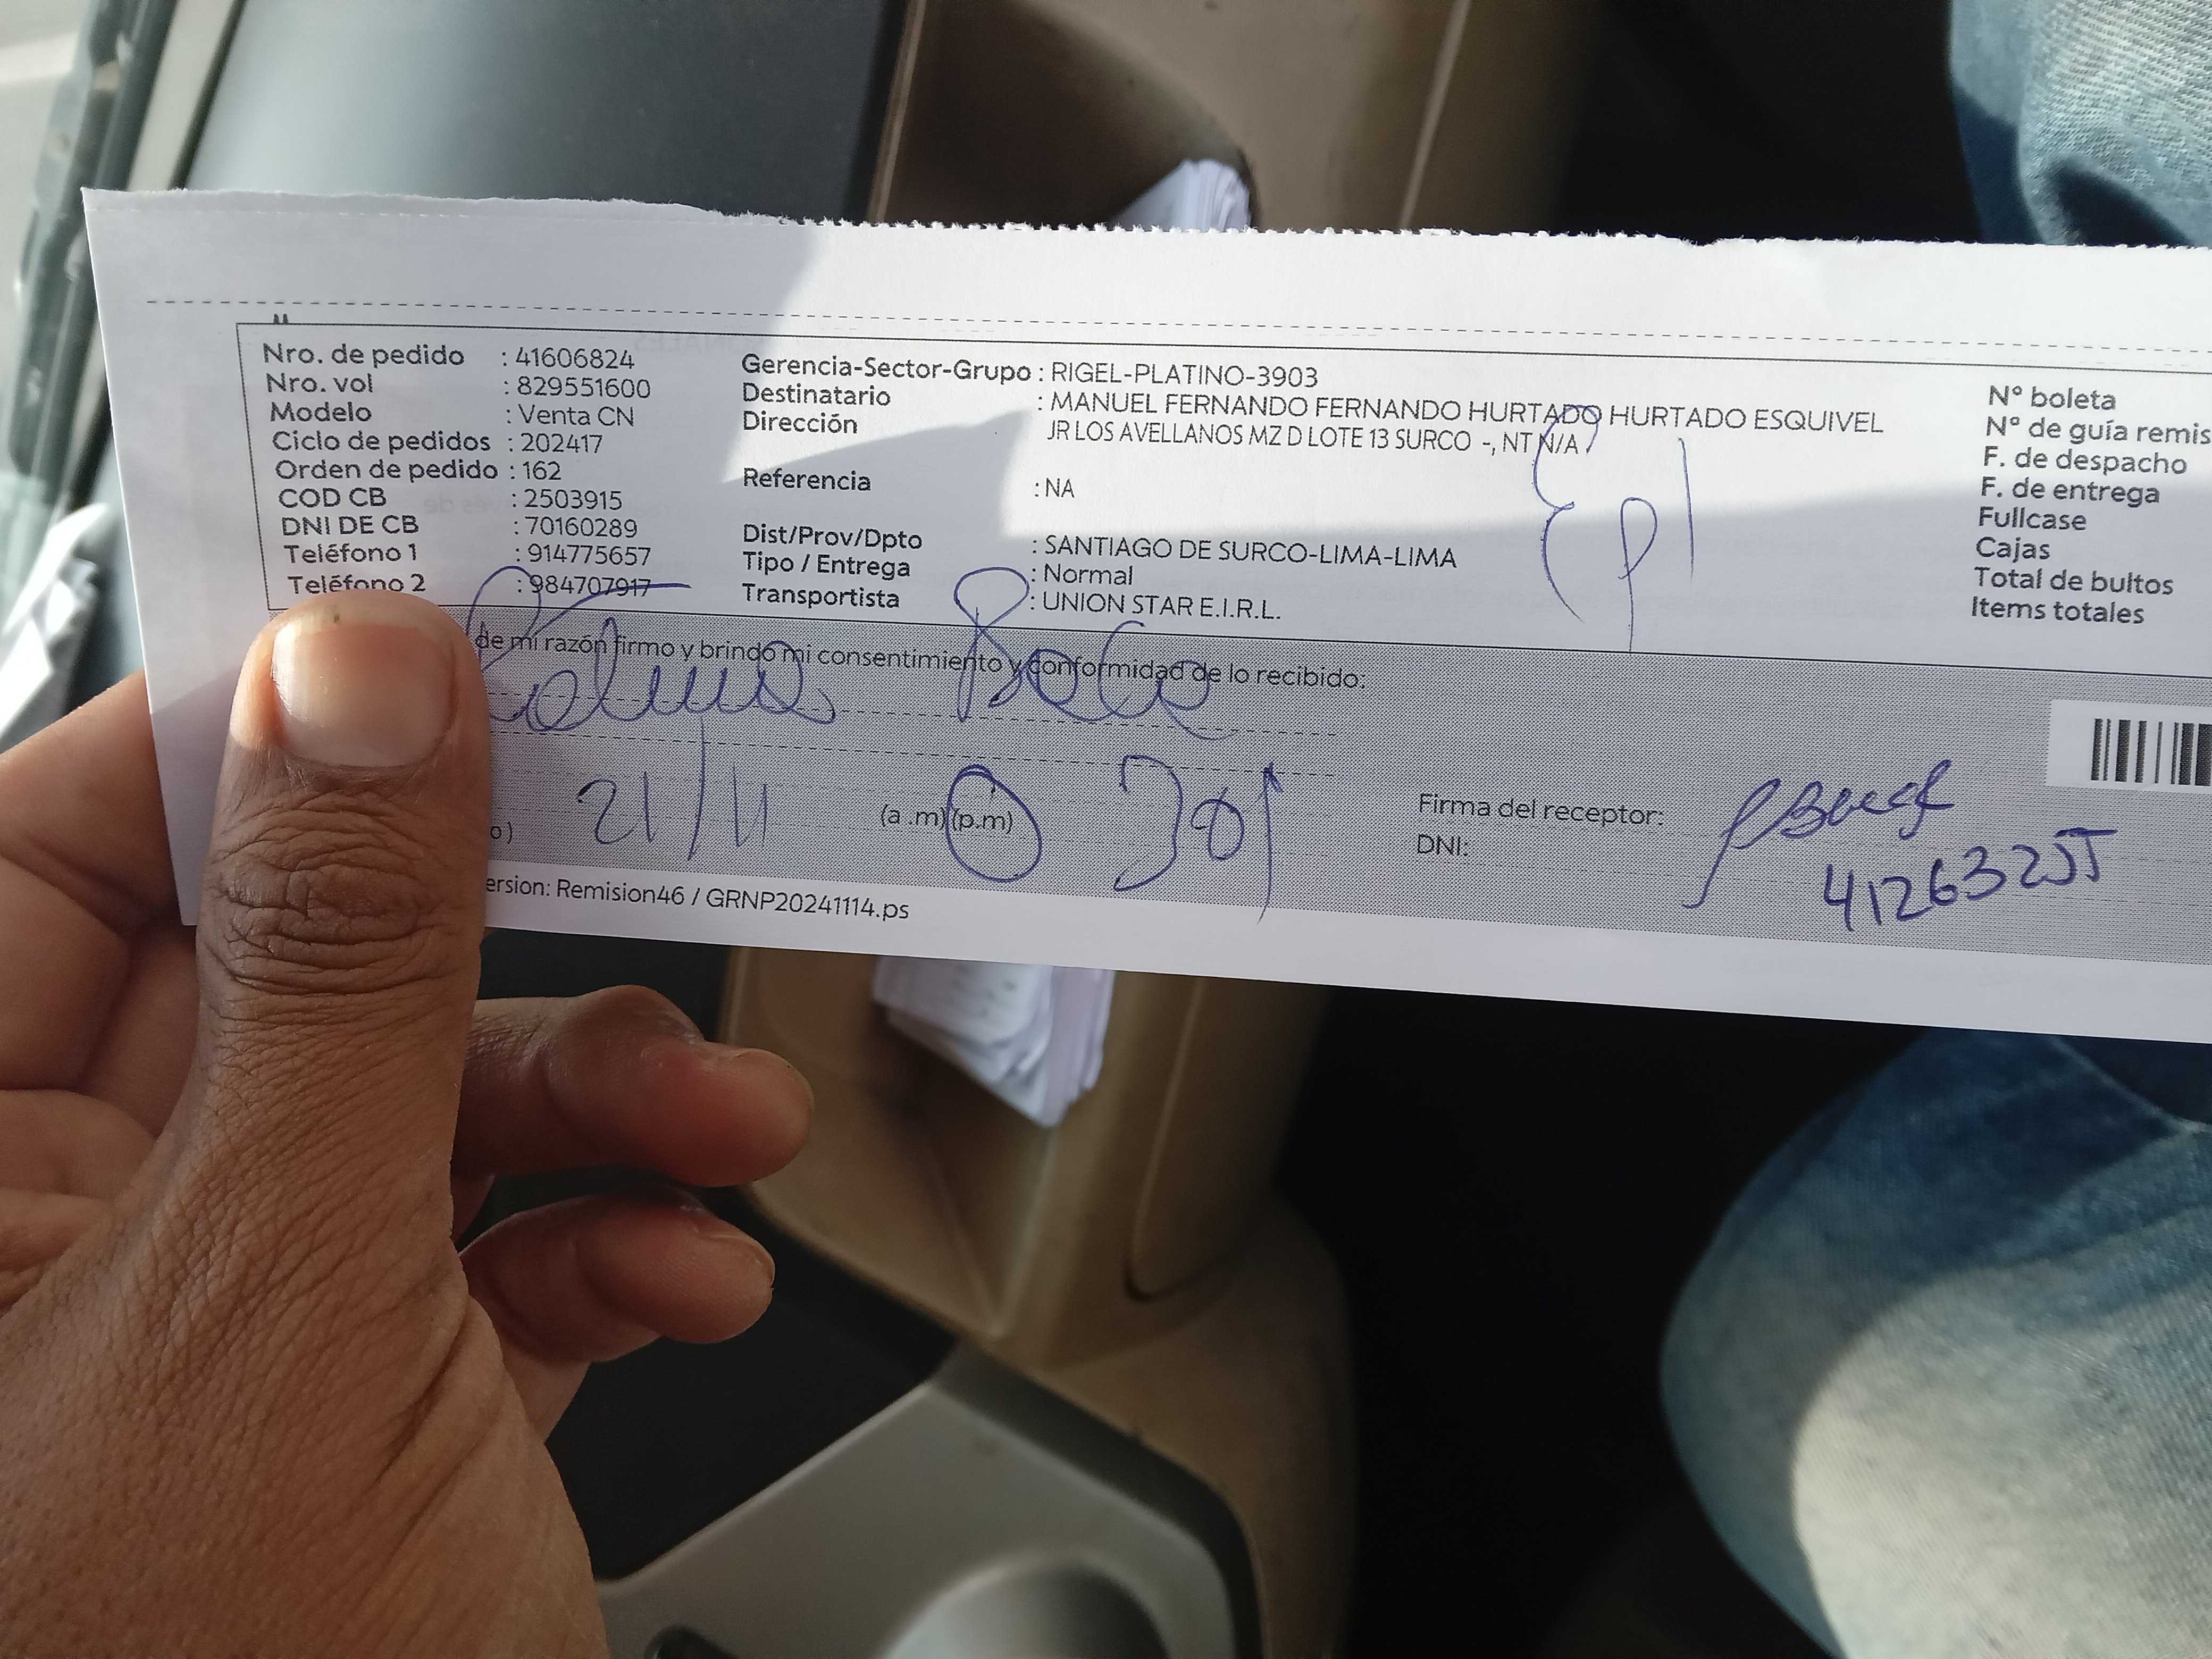 Nro. de pedido : 41606824
Nro. vol : 829551600
Modelo : Venta CN
Ciclo de pedidos : 202417
Orden de pedido : 162
COD CB : 2503915
DNI DE CB : 70160289
Teléfono 1 : 914775657
Teléfono 2 : 984707917
Gerencia-Sector-Grupo : RIGEL-PLATINO-3903
Destinatario : MANUEL FERNANDO FERNANDO HURTADO HURTADO ESQUIVEL
Dirección JR LOS AVELLANOS MZ D LOTE 13 SURCO -, NT N/A
Referencia : NA
Dist/Prov/Dpto : SANTIAGO DE SURCO-LIMA-LIMA
Tipo / Entrega : Normal
Transportista : UNION STAR E.I.R.L.
N° boleta
N° de guía remis
F. de despacho
F. de entrega
Fullcase
Cajas
Total de bultos
Items totales
de mi razón firmo y brindo mi consentimiento y conformidad de lo recibido:
o) 21/11 (a .m) (p.m)
Firma del receptor:
DNI: 41263255
ersion: Remision46 / GRNP20241114.ps